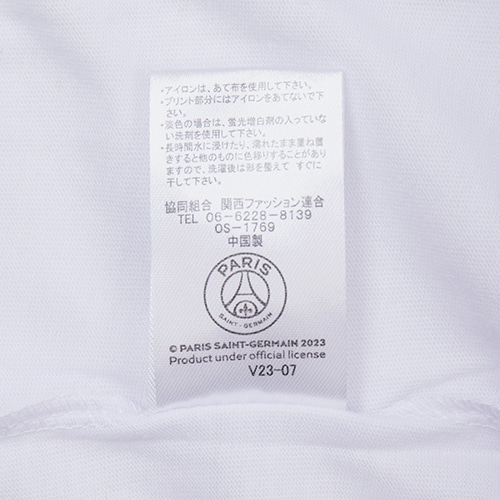 ・アイロンは、あて布を使用して下さい。
・プリント部分にはアイロンをあてないで下さい。
・淡色の場合は、蛍光増白剤の入っていない洗剤を使用して下さい。
・長時間水に浸けたり、濡れたまま重ね置きすると他のものに色移りすることがありますので、洗濯後は形を整えて すぐに干して下さい。
協同組合 関西ファッション連合
TEL 06-6228-8139
OS-1769
中国製
PARIS
SAINT-GERMAIN
© PARIS SAINT-GERMAIN 2023
Product under official license
V23-07